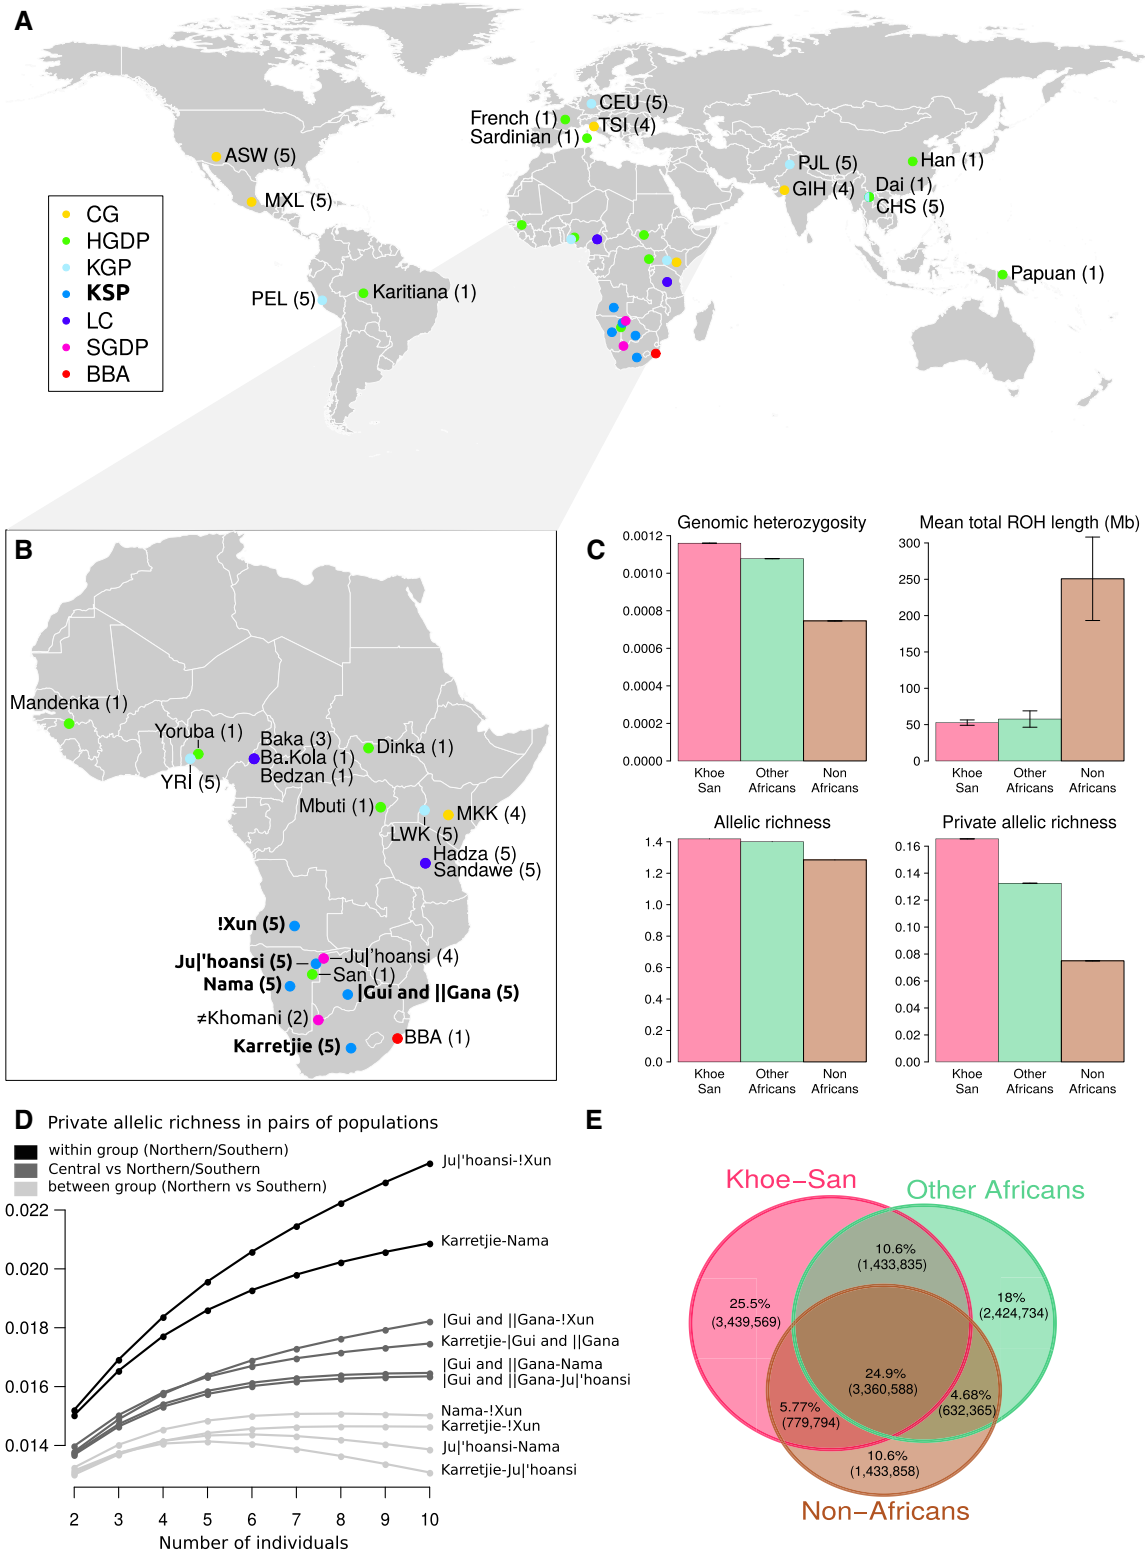 A
French (1)
CEU (5)
TSI (4)
Sardinian (1)
ASW (5)
MXL (5)
PJL (5)
Han (1)
GIH (4)
Dai (1)
CHS (5)
PEL (5)
Karitiana (1)
Papuan (1)
CG
HGDP
KGP
KSP
LC
SGDP
BBA
B
Mandenka (1)
Yoruba (1)
YRI (5)
Baka (3)
Ba.Kola (1)
Bedzan (1)
Dinka (1)
Mbuti (1)
MKK (4)
LWK (5)
Hadza (5)
Sandawe (5)
!Xun (5)
Ju|'hoansi (5)
Ju|'hoansi (4)
San (1)
Nama (5)
|Gui and ||Gana (5)
≠Khomani (2)
BBA (1)
Karretjie (5)
C
Genomic heterozygosity
0.0012
0.0010
0.0008
0.0006
0.0004
0.0002
0.0000
Khoe San
Other Africans
Non Africans
Mean total ROH length (Mb)
300
250
200
150
100
50
0
Khoe San
Other Africans
Non Africans
Allelic richness
1.4
1.2
1.0
0.8
0.6
0.4
0.2
0.0
Khoe San
Other Africans
Non Africans
Private allelic richness
0.16
0.14
0.12
0.10
0.08
0.06
0.04
0.02
0.00
Khoe San
Other Africans
Non Africans
D
Private allelic richness in pairs of populations
within group (Northern/Southern)
Central vs Northern/Southern
between group (Northern vs Southern)
0.022
0.020
0.018
0.016
0.014
2 3 4 5 6 7 8 9 10
Number of individuals
Ju|'hoansi-!Xun
Karretjie-Nama
|Gui and ||Gana-!Xun
Karretjie-|Gui and ||Gana
|Gui and ||Gana-Nama
|Gui and ||Gana-Ju|'hoansi
Nama-!Xun
Karretjie-!Xun
Ju|'hoansi-Nama
Karretjie-Ju|'hoansi
E
Khoe−San
Other Africans
10.6%
(1,433,835)
25.5%
(3,439,569)
18%
(2,424,734)
24.9%
(3,360,588)
5.77%
(779,794)
4.68%
(632,365)
10.6%
(1,433,858)
Non−Africans